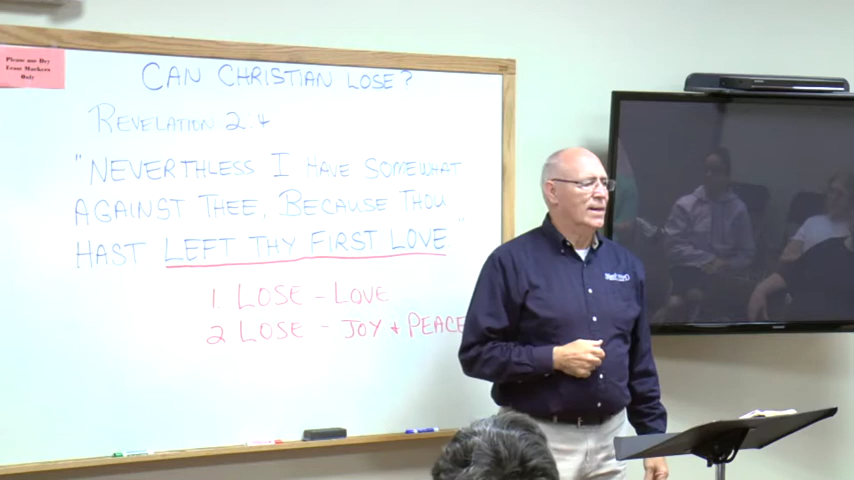 Please use Dry
Erase Markers
Only
CAN CHRISTIAN LOSE?
REVELATION 2:4
"NEVERTHELESS I HAVE SOMEWHAT
AGAINST THEE, BECAUSE THOU
HAST LEFT THY FIRST LOVE."
1. LOSE - LOVE
2 LOSE - JOY + PEACE